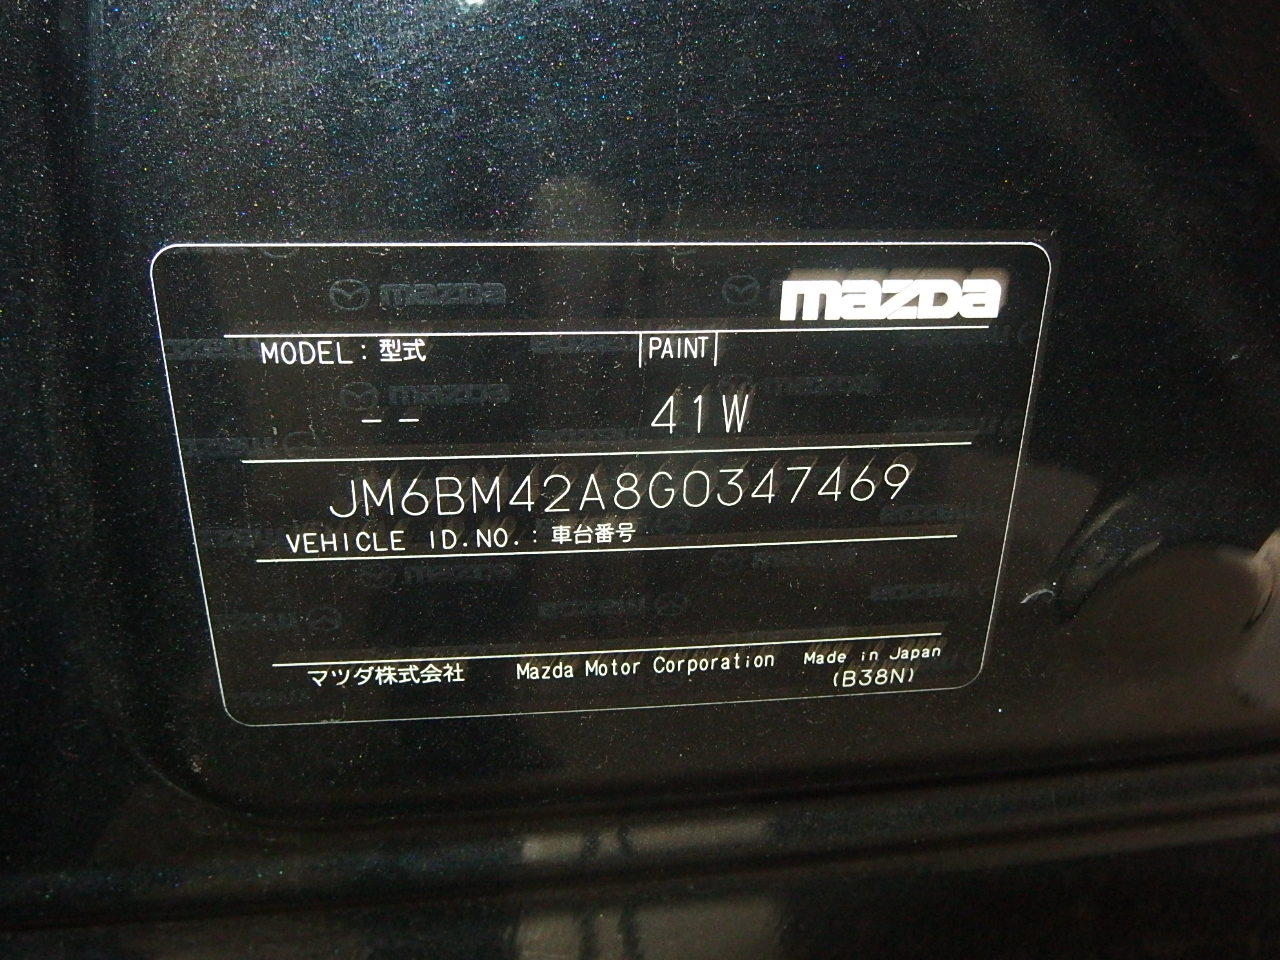 mazda
MODEL : 型式 PAINT
-- 41W
JM6BM42A8G0347469
VEHICLE ID.NO. : 車台番号
マツダ株式会社 Mazda Motor Corporation Made in Japan
(B38N)